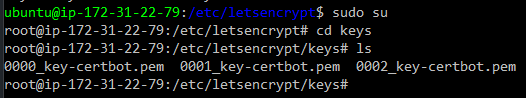 ubuntu@ip-172-31-22-79:/etc/letsencrypt$ sudo su
root@ip-172-31-22-79:/etc/letsencrypt# cd keys
root@ip-172-31-22-79:/etc/letsencrypt/keys# ls
0000_key-certbot.pem  0001_key-certbot.pem  0002_key-certbot.pem
root@ip-172-31-22-79:/etc/letsencrypt/keys#